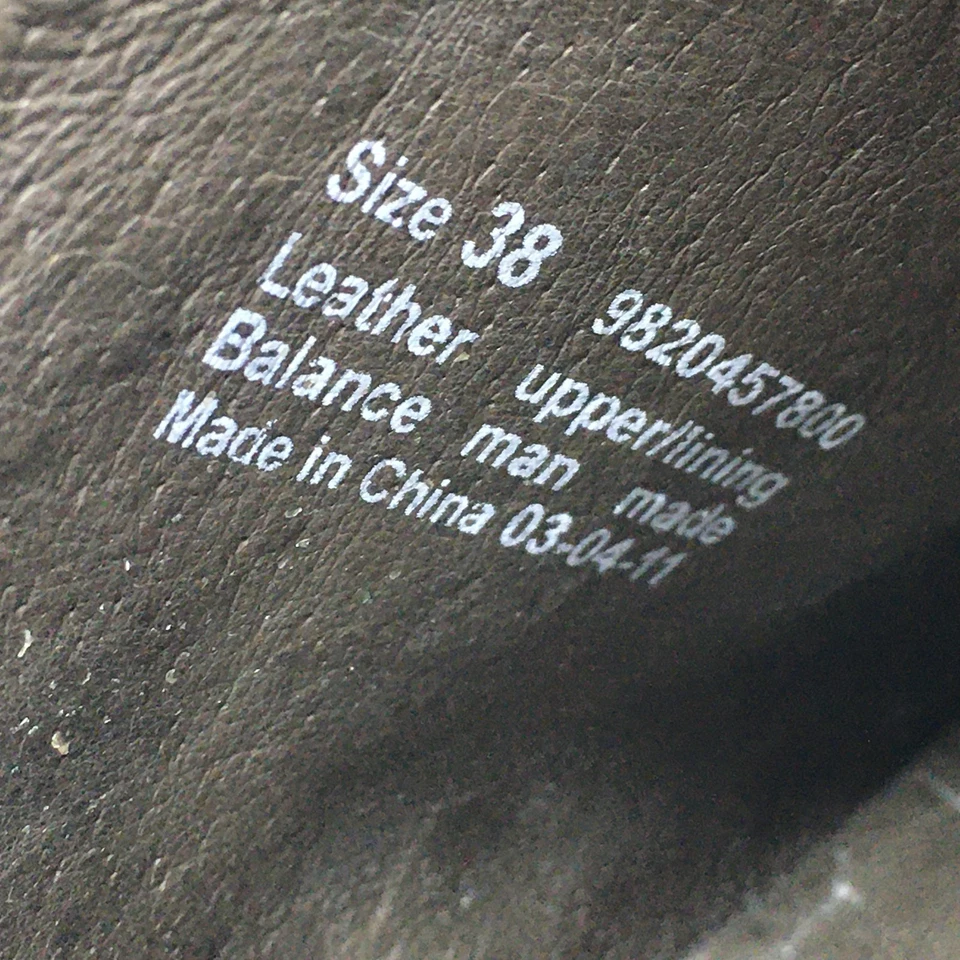 Size 38 9820457800
Leather upper/lining
Balance man made
Made in China 03-04-11